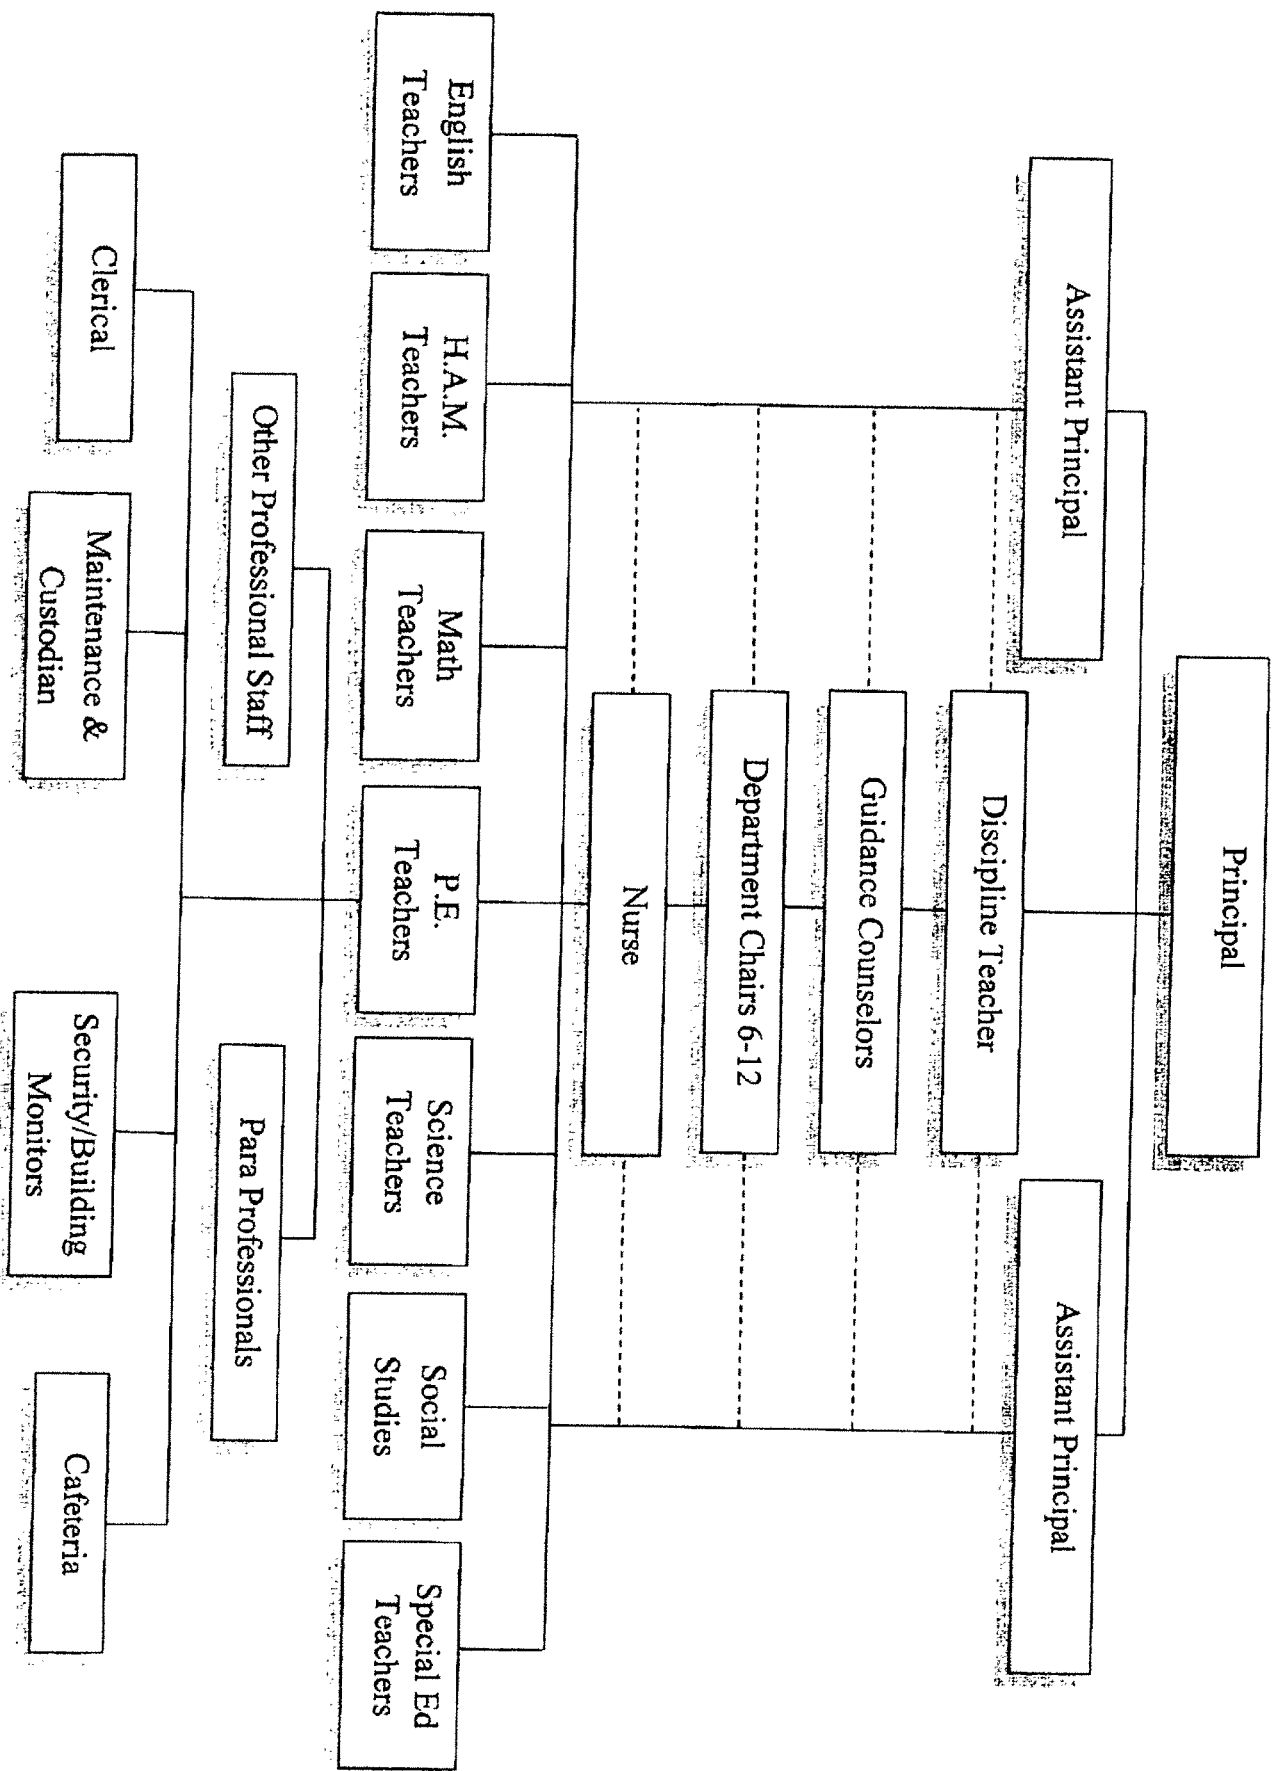 Principal
Assistant Principal
Assistant Principal
Discipline Teacher
Guidance Counselors
Department Chairs 6-12
Nurse
English
Teachers
H.A.M.
Teachers
Math
Teachers
P.E.
Teachers
Science
Teachers
Social
Studies
Special Ed
Teachers
Other Professional Staff
Para Professionals
Clerical
Maintenance &
Custodian
Security/Building
Monitors
Cafeteria